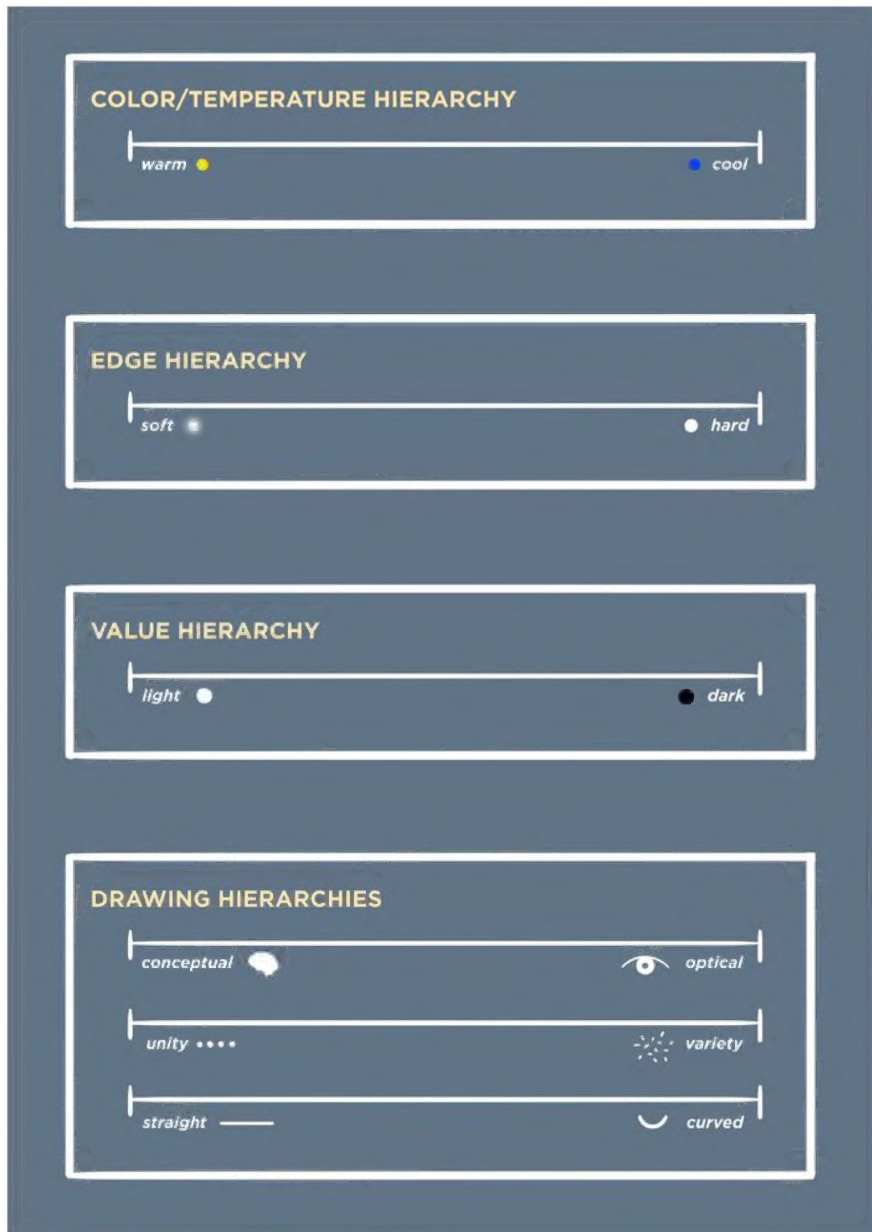 COLOR/TEMPERATURE HIERARCHY
warm cool
EDGE HIERARCHY
soft hard
VALUE HIERARCHY
light dark
DRAWING HIERARCHIES
conceptual optical
unity variety
straight curved